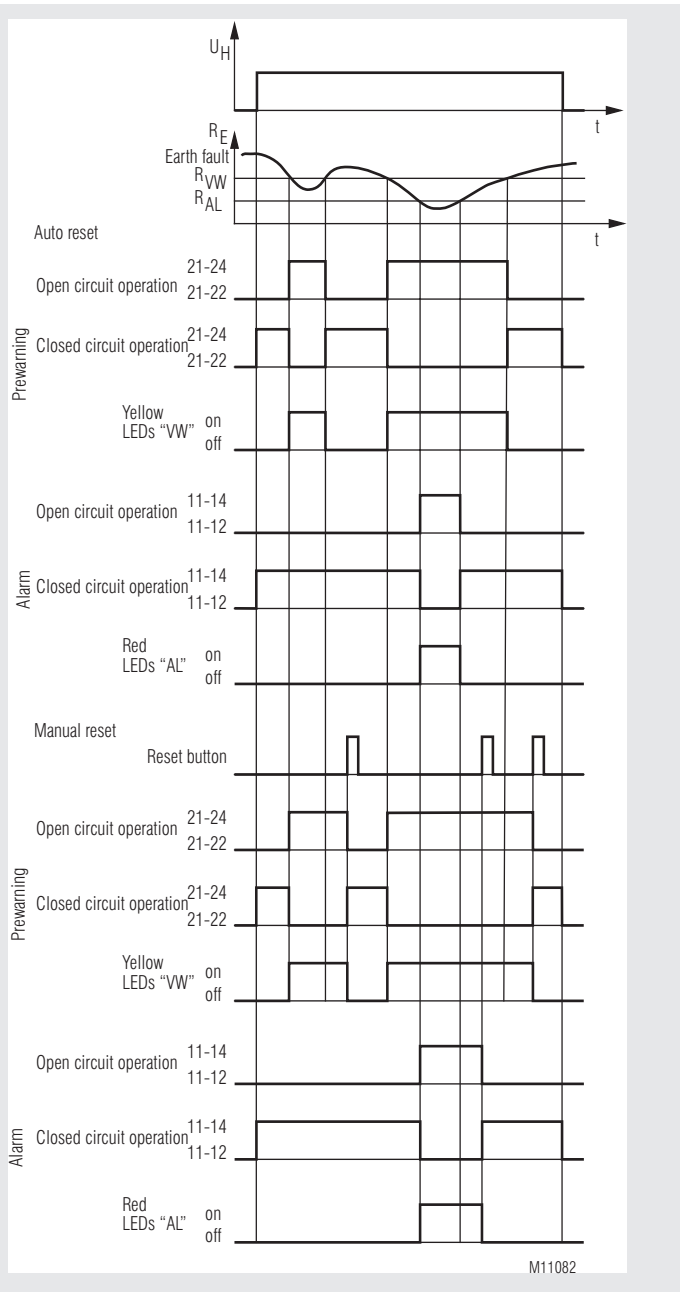 UH
t
RE
Earth fault
RVW
RAL
t
Auto reset
Prewarning
Open circuit operation 21-24
21-22
Closed circuit operation 21-24
21-22
Yellow
LEDs “VW” on
off
Alarm
Open circuit operation 11-14
11-12
Closed circuit operation 11-14
11-12
Red
LEDs “AL” on
off
Manual reset
Reset button
Prewarning
Open circuit operation 21-24
21-22
Closed circuit operation 21-24
21-22
Yellow
LEDs “VW” on
off
Alarm
Open circuit operation 11-14
11-12
Closed circuit operation 11-14
11-12
Red
LEDs “AL” on
off
M11082